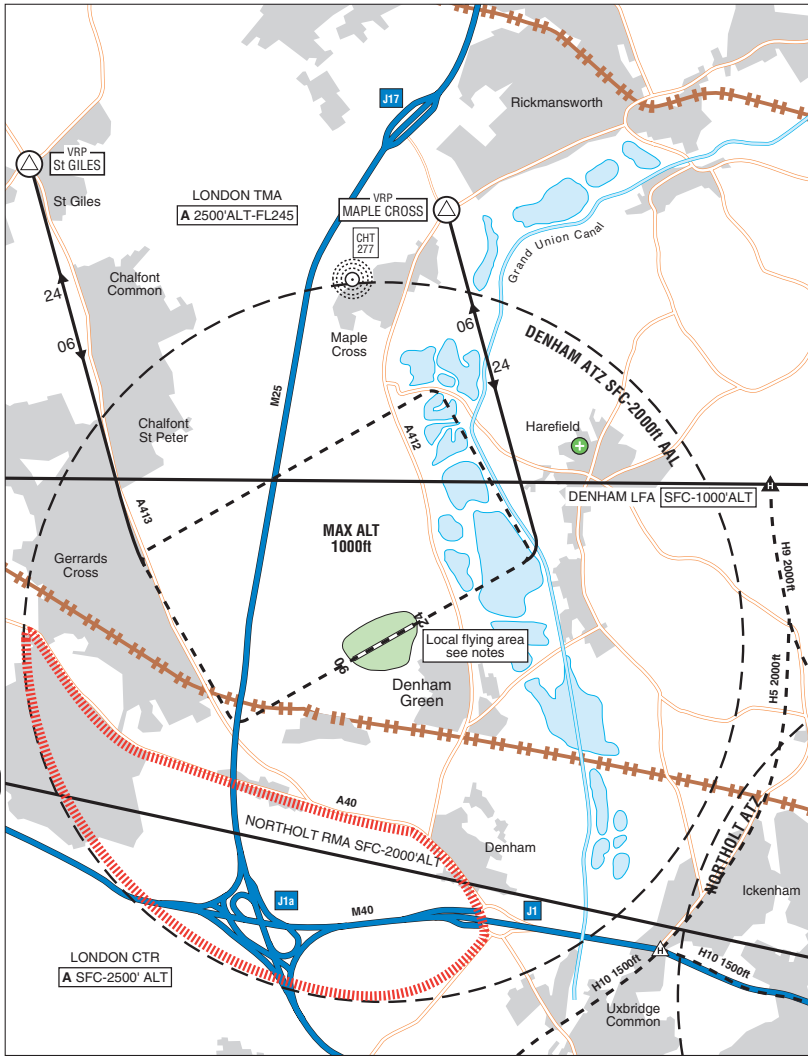 J17
Rickmansworth
VRP
St GILES
St Giles
LONDON TMA
A 2500'ALT-FL245
VRP
MAPLE CROSS
CHT
277
Grand Union Canal
Chalfont
Common
24
06
06
24
Maple
Cross
DENHAM ATZ SFC-2000ft AAL
M25
Chalfont
St Peter
A412
Harefield
A413
DENHAM LFA SFC-1000'ALT
H
MAX ALT
1000ft
H9 2000ft
Gerrards
Cross
24
06
Local flying area
see notes
Denham
Green
H5 2000ft
A40
NORTHOLT RMA SFC-2000'ALT
Denham
NORTHOLT ATZ
Ickenham
J1a
M40
J1
LONDON CTR
A SFC-2500' ALT
H
H10 1500ft
H10 1500ft
Uxbridge
Common